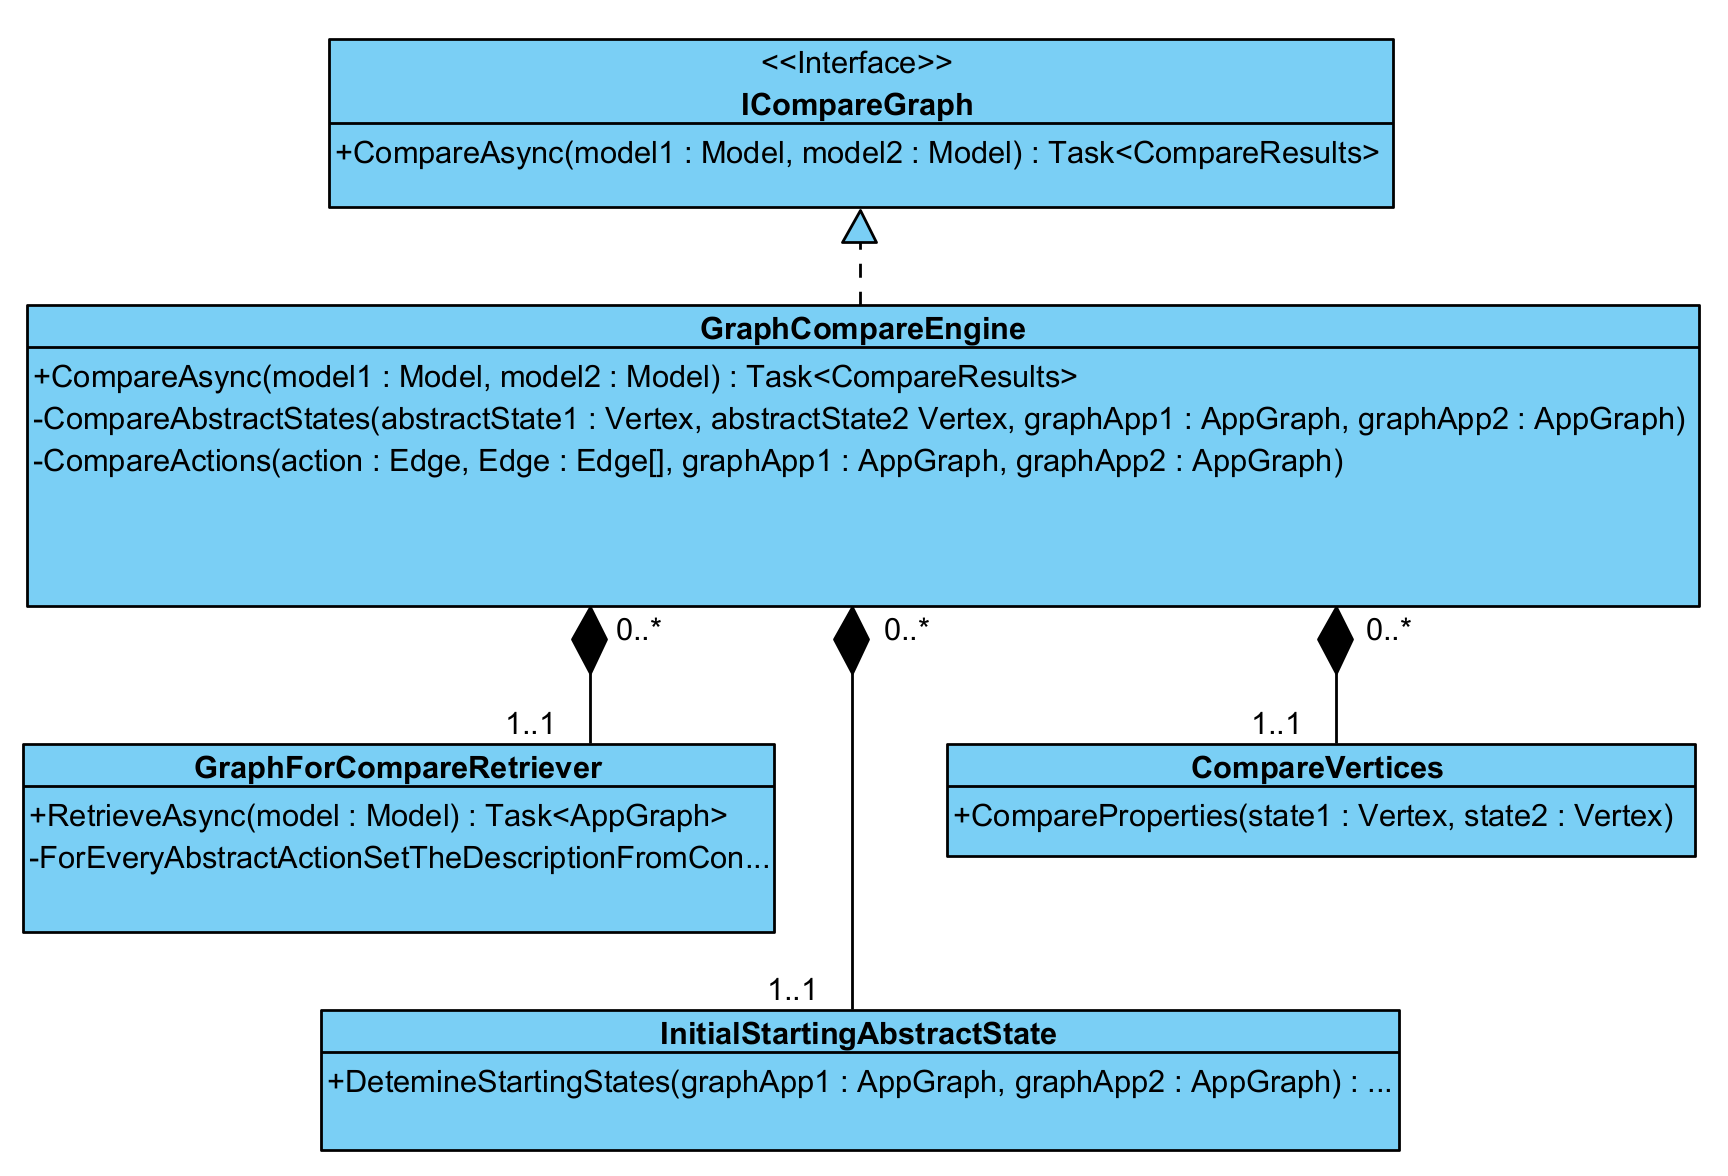 <<Interface>>
ICompareGraph
+CompareAsync(model1 : Model, model2 : Model) : Task<CompareResults>
GraphCompareEngine
+CompareAsync(model1 : Model, model2 : Model) : Task<CompareResults>
-CompareAbstractStates(abstractState1 : Vertex, abstractState2 Vertex, graphApp1 : AppGraph, graphApp2 : AppGraph)
-CompareActions(action : Edge, Edge : Edge[], graphApp1 : AppGraph, graphApp2 : AppGraph)
0..*
0..*
0..*
1..1
1..1
GraphForCompareRetriever
+RetrieveAsync(model : Model) : Task<AppGraph>
-ForEveryAbstractActionSetTheDescriptionFromCon...
CompareVertices
+CompareProperties(state1 : Vertex, state2 : Vertex)
1..1
InitialStartingAbstractState
+DetemineStartingStates(graphApp1 : AppGraph, graphApp2 : AppGraph) : ...